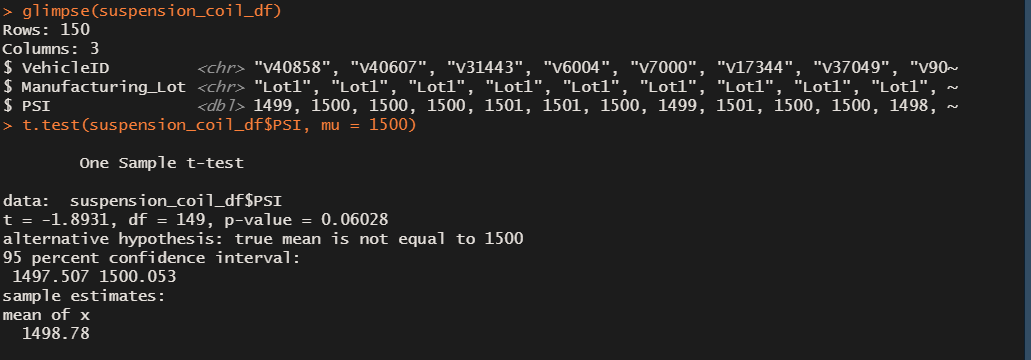 > glimpse(suspension_coil_df)
Rows: 150
Columns: 3
$ VehicleID         <chr> "v40858", "v40607", "v31443", "v6004", "v7000", "v17344", "v37049", "v90~
$ Manufacturing_Lot <chr> "Lot1", "Lot1", "Lot1", "Lot1", "Lot1", "Lot1", "Lot1", "Lot1", "Lot1", ~
$ PSI               <dbl> 1499, 1500, 1500, 1500, 1501, 1501, 1500, 1499, 1501, 1500, 1500, 1498, ~
> t.test(suspension_coil_df$PSI, mu = 1500)
One Sample t-test
data:  suspension_coil_df$PSI
t = -1.8931, df = 149, p-value = 0.06028
alternative hypothesis: true mean is not equal to 1500
95 percent confidence interval:
1497.507 1500.053
sample estimates:
mean of x
1498.78